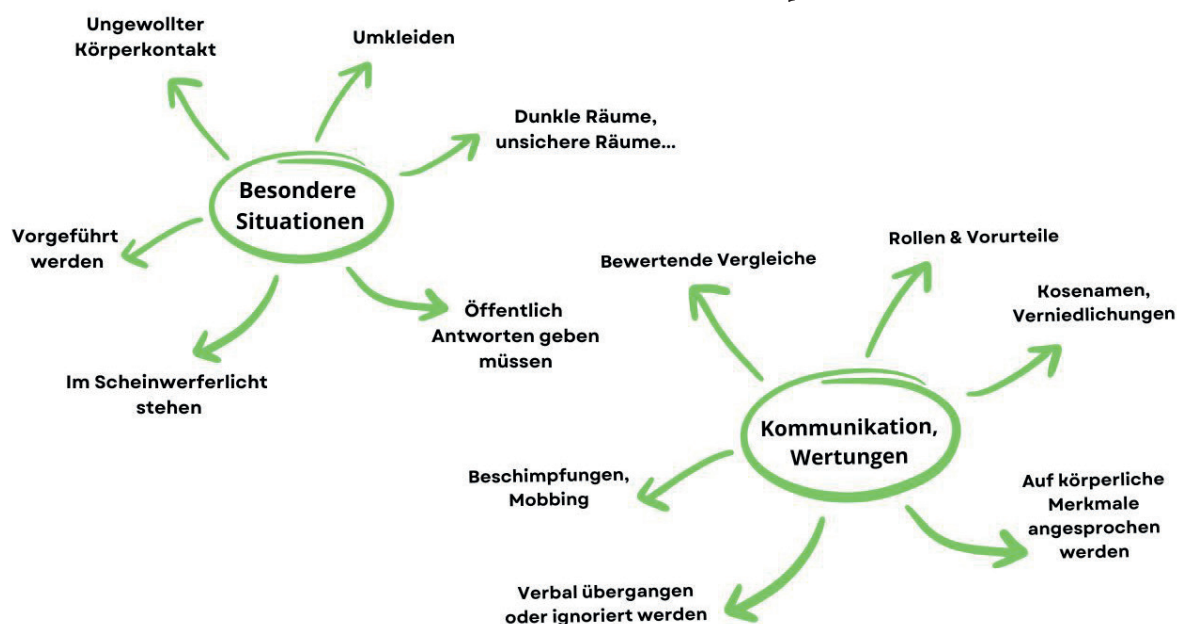 Ungewollter
Körperkontakt
Umkleiden
Dunkle Räume,
unsichere Räume...
Besondere
Situationen
Vorgeführt
werden
Öffentlich
Antworten geben
müssen
Im Scheinwerferlicht
stehen
Bewertende Vergleiche
Rollen & Vorurteile
Kosenamen,
Verniedlichungen
Kommunikation,
Wertungen
Beschimpfungen,
Mobbing
Auf körperliche
Merkmale
angesprochen
werden
Verbal übergangen
oder ignoriert werden